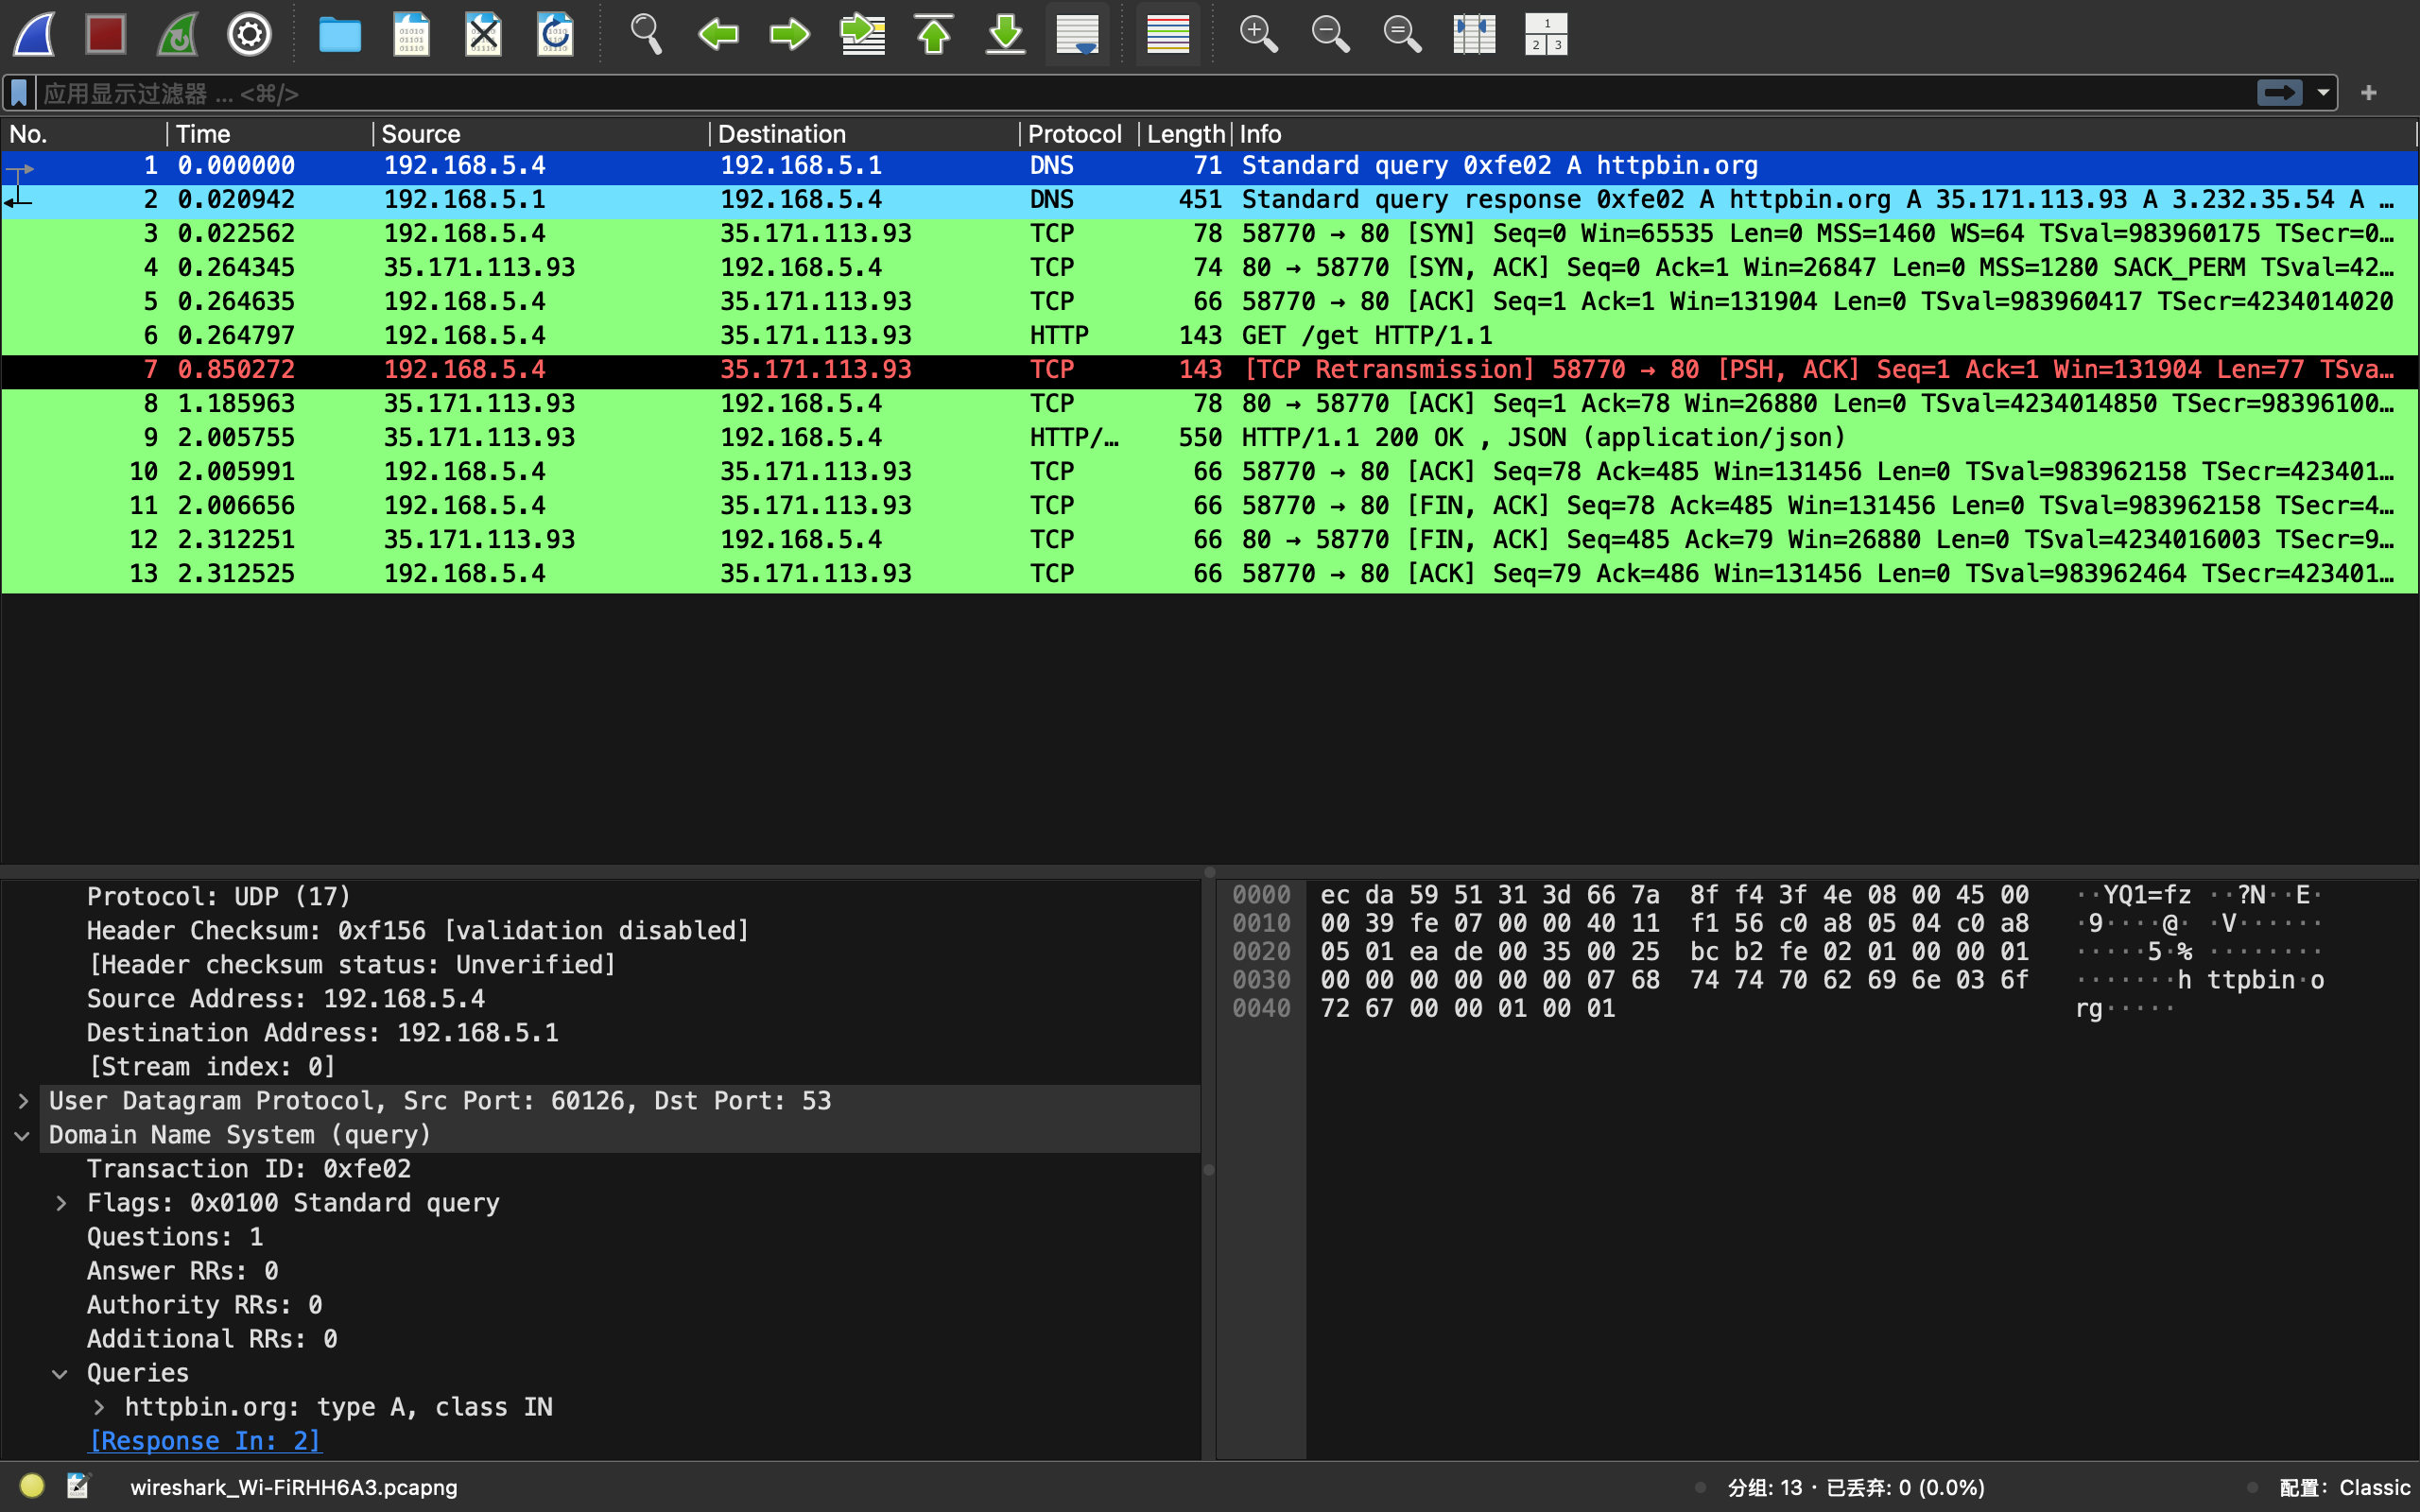 应用显示过滤器 … <⌘/>
No. Time Source Destination Protocol Length Info
1 0.000000 192.168.5.4 192.168.5.1 DNS 71 Standard query 0xfe02 A httpbin.org
2 0.020942 192.168.5.1 192.168.5.4 DNS 451 Standard query response 0xfe02 A httpbin.org A 35.171.113.93 A 3.232.35.54 A …
3 0.022562 192.168.5.4 35.171.113.93 TCP 78 58770 → 80 [SYN] Seq=0 Win=65535 Len=0 MSS=1460 WS=64 TSval=983960175 TSecr=0…
4 0.264345 35.171.113.93 192.168.5.4 TCP 74 80 → 58770 [SYN, ACK] Seq=0 Ack=1 Win=26847 Len=0 MSS=1280 SACK_PERM TSval=42…
5 0.264635 192.168.5.4 35.171.113.93 TCP 66 58770 → 80 [ACK] Seq=1 Ack=1 Win=131904 Len=0 TSval=983960417 TSecr=4234014020
6 0.264797 192.168.5.4 35.171.113.93 HTTP 143 GET /get HTTP/1.1
7 0.850272 192.168.5.4 35.171.113.93 TCP 143 [TCP Retransmission] 58770 → 80 [PSH, ACK] Seq=1 Ack=1 Win=131904 Len=77 TSva…
8 1.185963 35.171.113.93 192.168.5.4 TCP 78 80 → 58770 [ACK] Seq=1 Ack=78 Win=26880 Len=0 TSval=4234014850 TSecr=98396100…
9 2.005755 35.171.113.93 192.168.5.4 HTTP/… 550 HTTP/1.1 200 OK , JSON (application/json)
10 2.005991 192.168.5.4 35.171.113.93 TCP 66 58770 → 80 [ACK] Seq=78 Ack=485 Win=131456 Len=0 TSval=983962158 TSecr=423401…
11 2.006656 192.168.5.4 35.171.113.93 TCP 66 58770 → 80 [FIN, ACK] Seq=78 Ack=485 Win=131456 Len=0 TSval=983962158 TSecr=4…
12 2.312251 35.171.113.93 192.168.5.4 TCP 66 80 → 58770 [FIN, ACK] Seq=485 Ack=79 Win=26880 Len=0 TSval=4234016003 TSecr=9…
13 2.312525 192.168.5.4 35.171.113.93 TCP 66 58770 → 80 [ACK] Seq=79 Ack=486 Win=131456 Len=0 TSval=983962464 TSecr=423401…
Protocol: UDP (17)
Header Checksum: 0xf156 [validation disabled]
[Header checksum status: Unverified]
Source Address: 192.168.5.4
Destination Address: 192.168.5.1
[Stream index: 0]
User Datagram Protocol, Src Port: 60126, Dst Port: 53
Domain Name System (query)
Transaction ID: 0xfe02
Flags: 0x0100 Standard query
Questions: 1
Answer RRs: 0
Authority RRs: 0
Additional RRs: 0
Queries
httpbin.org: type A, class IN
[Response In: 2]
0000 ec da 59 51 31 3d 66 7a 8f f4 3f 4e 08 00 45 00 ··YQ1=fz ··?N··E·
0010 00 39 fe 07 00 00 40 11 f1 56 c0 a8 05 04 c0 a8 ·9····@· ·V······
0020 05 01 ea de 00 35 00 25 bc b2 fe 02 01 00 00 01 ·····5·% ········
0030 00 00 00 00 00 00 07 68 74 74 70 62 69 6e 03 6f ·······h ttpbin·o
0040 72 67 00 00 01 00 01 rg·····
wireshark_Wi-FiRHH6A3.pcapng
分组: 13 · 已丢弃: 0 (0.0%)
配置: Classic